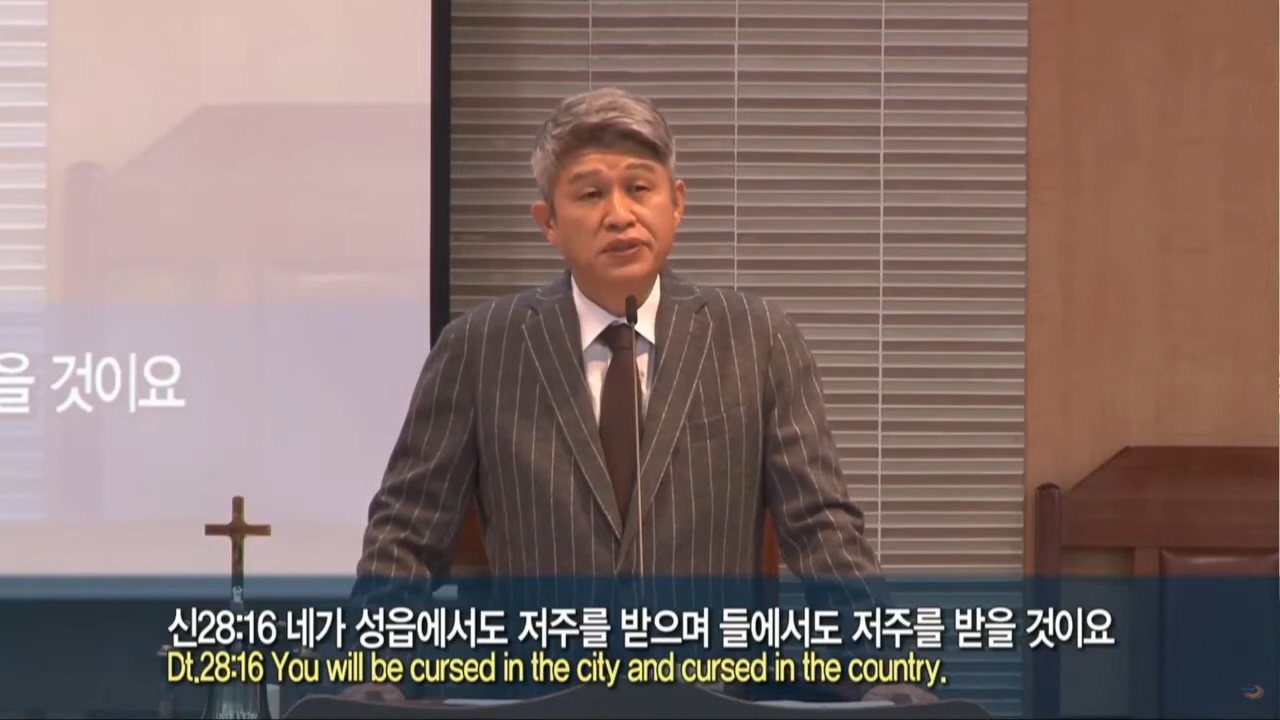 을 것이요
신28:16 네가 성읍에서도 저주를 받으며 들에서도 저주를 받을 것이요
Dt.28:16 You will be cursed in the city and cursed in the country.